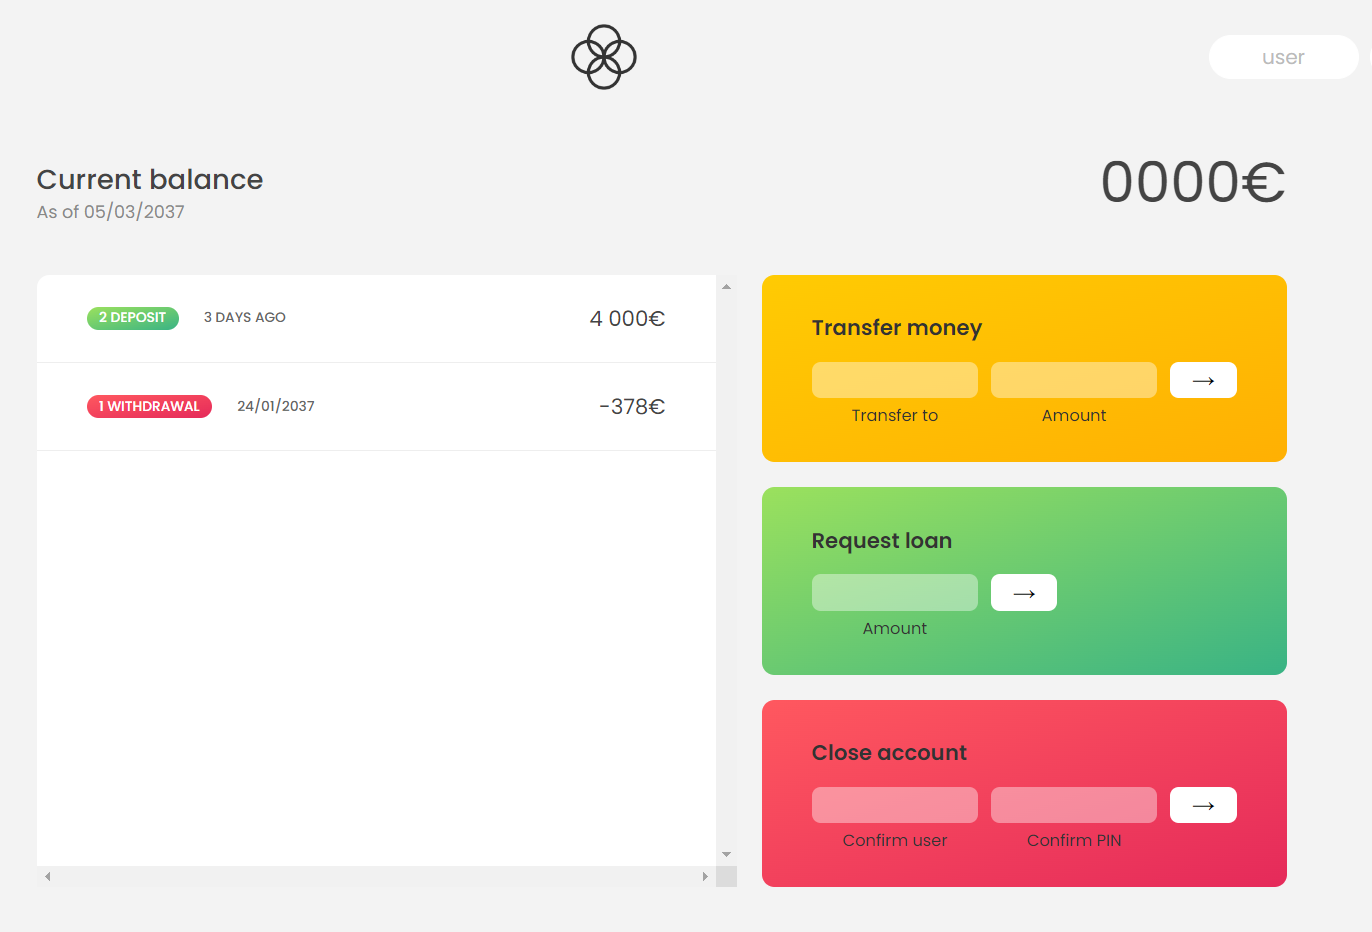 user
Current balance
As of 05/03/2037
0000€
2 DEPOSIT 3 DAYS AGO 4 000€
1 WITHDRAWAL 24/01/2037 -378€
Transfer money
→
Transfer to Amount
Request loan
→
Amount
Close account
→
Confirm user Confirm PIN